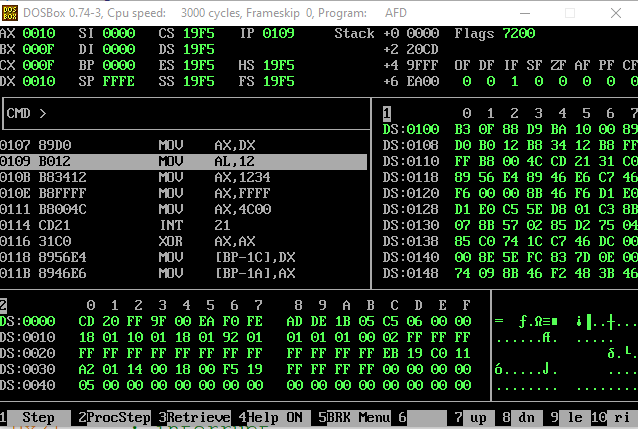 DOSBox 0.74-3, Cpu speed: 3000 cycles, Frameskip 0, Program: AFD
AX 0010 SI 0000 CS 19F5 IP 0109 Stack +0 0000 Flags 7200
BX 000F DI 0000 DS 19F5 +2 20CD
CX 000F BP 0000 ES 19F5 HS 19F5 +4 9FFF OF DF IF SF ZF AF PF CF
DX 0010 SP FFFE SS 19F5 FS 19F5 +6 EA00 0 0 1 0 0 0 0 0
CMD >
1 0 1 2 3 4 5 6 7
DS:0100 B3 0F 88 D9 BA 10 00 89
0107 89D0 MOV AX,DX DS:0108 D0 B0 12 B8 34 12 B8 FF
0109 B012 MOV AL,12 DS:0110 FF B8 00 4C CD 21 31 C0
010B B83412 MOV AX,1234 DS:0118 89 56 E4 89 46 E6 C7 46
010E B8FFFF MOV AX,FFFF DS:0120 F6 00 00 8B 46 F6 D1 E0
0111 B8004C MOV AX,4C00 DS:0128 D1 E0 C5 5E D8 01 C3 8B
0114 CD21 INT 21 DS:0130 07 8B 57 02 85 D2 75 04
0116 31C0 XOR AX,AX DS:0138 85 C0 74 1C C7 46 DC 00
0118 8956E4 MOV [BP-1C],DX DS:0140 00 8E 5E FC 83 7D 0E 00
011B 8946E6 MOV [BP-1A],AX DS:0148 74 09 8B 46 F2 48 3B 46
2 0 1 2 3 4 5 6 7 8 9 A B C D E F
DS:0000 CD 20 FF 9F 00 EA F0 FE AD DE 1B 05 C5 06 00 00 = ƒ.Ω≡■ ¡▐..┼...
DS:0010 18 01 10 01 18 01 92 01 01 01 01 00 02 FF FF FF ......Æ. ....
DS:0020 FF FF FF FF FF FF FF FF FF FF FF FF EB 19 C0 11 δ.└.
DS:0030 A2 01 14 00 18 00 F5 19 FF FF FF FF 00 00 00 00 ó.....⌡. ....
DS:0040 05 00 00 00 00 00 00 00 00 00 00 00 00 00 00 00 ........ ........
1 Step 2ProcStep 3Retrieve 4Help ON 5BRK Menu 6 7 up 8 dn 9 le 10 ri